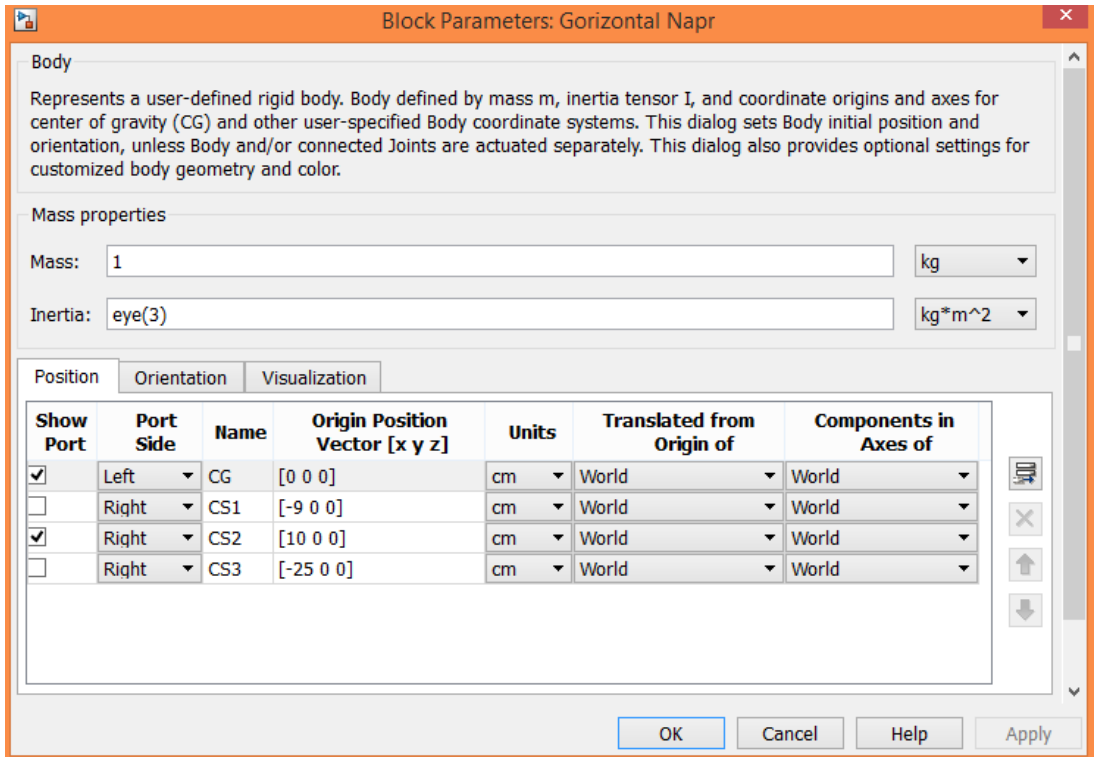 Block Parameters: Gorizontal Napr
Body
Represents a user-defined rigid body. Body defined by mass m, inertia tensor I, and coordinate origins and axes for
center of gravity (CG) and other user-specified Body coordinate systems. This dialog sets Body initial position and
orientation, unless Body and/or connected Joints are actuated separately. This dialog also provides optional settings for
customized body geometry and color.
Mass properties
Mass: 1 kg
Inertia: eye(3) kg*m^2
Position Orientation Visualization
Show Port Port Side Name Origin Position Vector [x y z] Units Translated from Origin of Components in Axes of
Left CG [0 0 0] cm World World
Right CS1 [-9 0 0] cm World World
Right CS2 [10 0 0] cm World World
Right CS3 [-25 0 0] cm World World
OK Cancel Help Apply